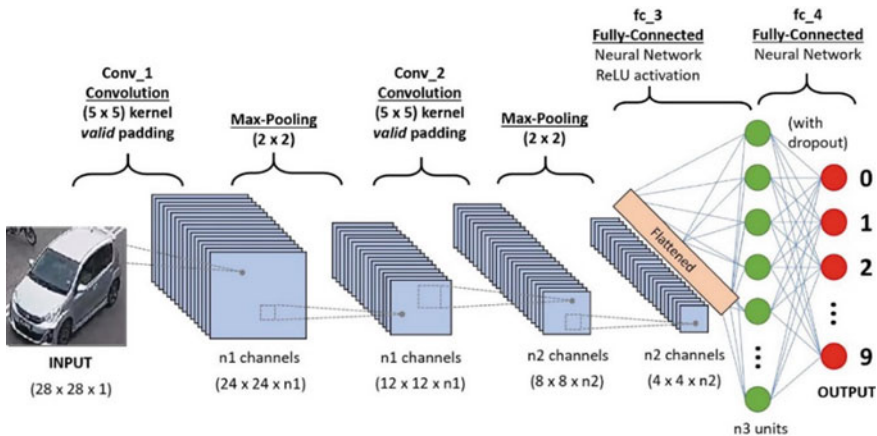 fc_3
Fully-Connected
Neural Network
ReLU activation
fc_4
Fully-Connected
Neural Network
Conv_1
Convolution
(5 x 5) kernel
valid padding
Max-Pooling
(2 x 2)
Conv_2
Convolution
(5 x 5) kernel
valid padding
Max-Pooling
(2 x 2)
(with
dropout)
Flattened
0
1
2
9
INPUT
(28 x 28 x 1)
n1 channels
(24 x 24 x n1)
n1 channels
(12 x 12 x n1)
n2 channels
(8 x 8 x n2)
n2 channels
(4 x 4 x n2)
OUTPUT
n3 units